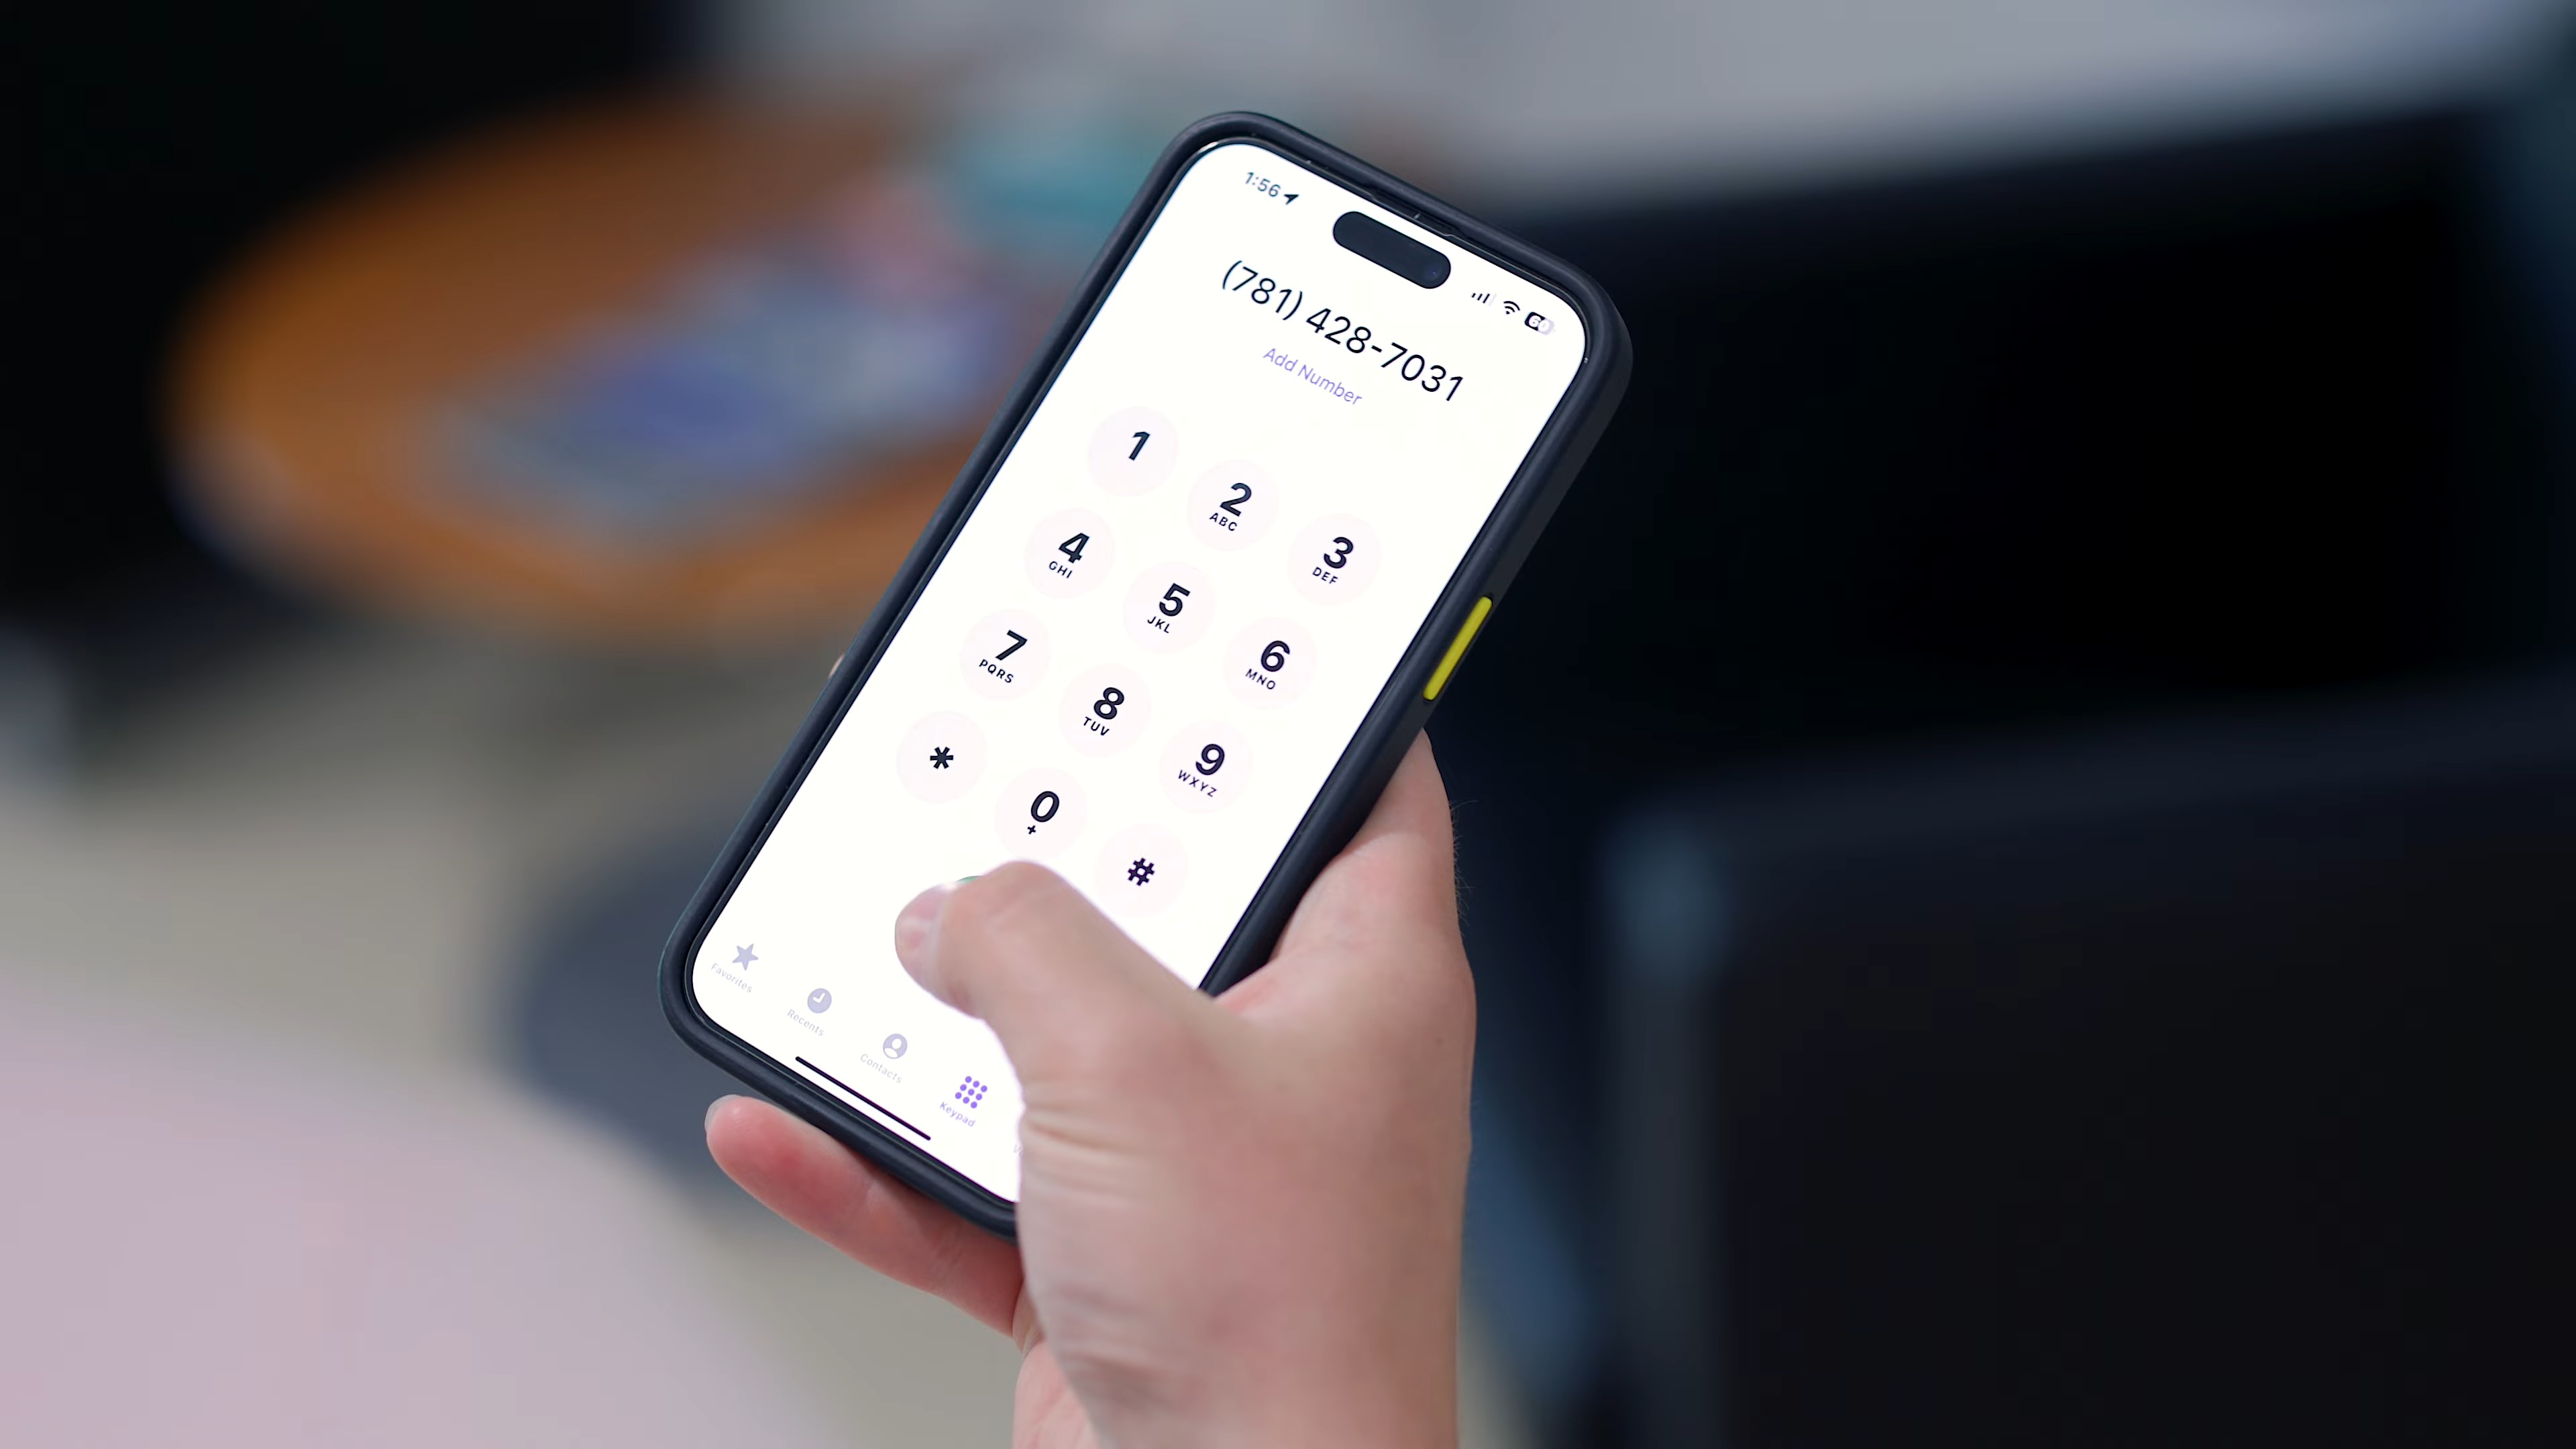 1:56
(781) 428-7031
Add Number
1
2
ABC
3
DEF
4
GHI
5
JKL
6
MNO
7
PQRS
8
TUV
9
WXYZ
*
0
+
#
Favorites
Recents
Contacts
Keypad